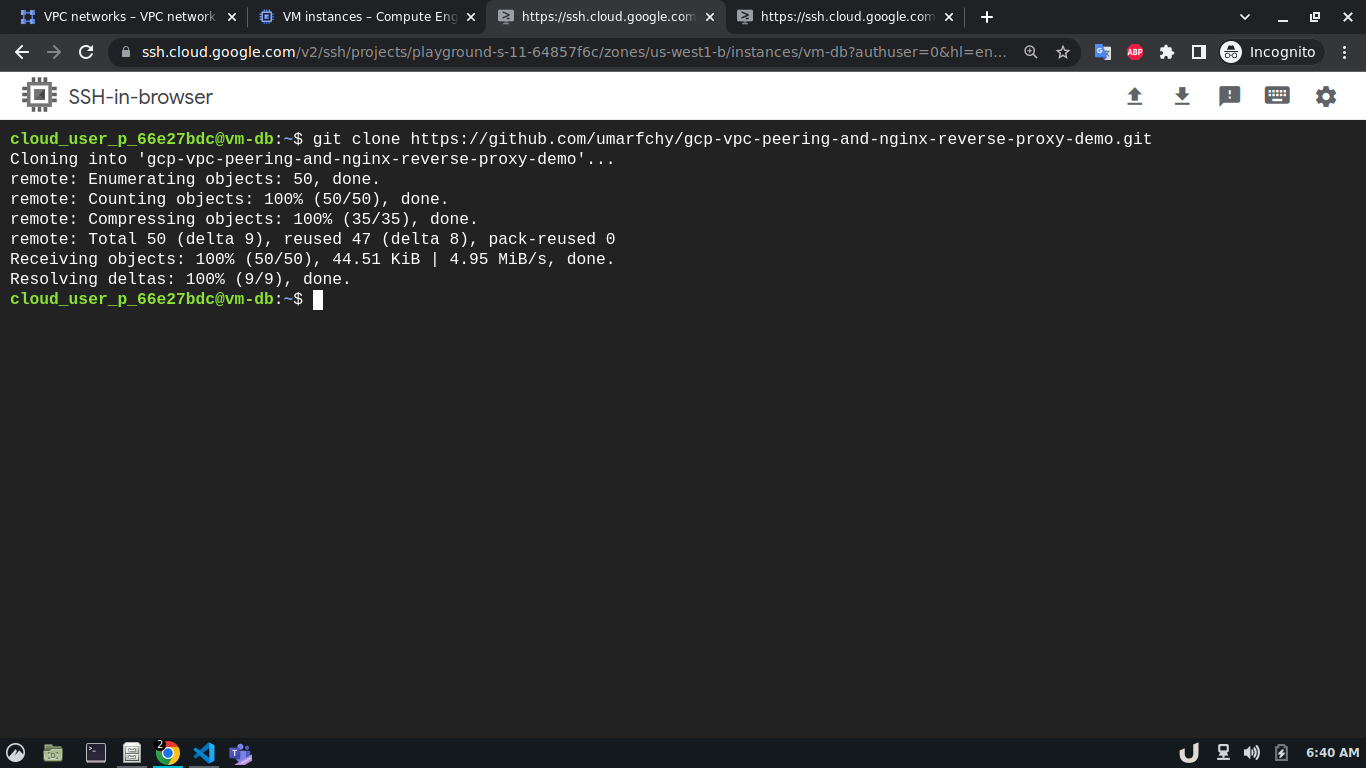 VPC networks – VPC network
VM instances – Compute Eng
https://ssh.cloud.google.com
https://ssh.cloud.google.com
ssh.cloud.google.com/v2/ssh/projects/playground-s-11-64857f6c/zones/us-west1-b/instances/vm-db?authuser=0&hl=en...
ABP
Incognito
SSH-in-browser
cloud_user_p_66e27bdc@vm-db:~$ git clone https://github.com/umarfchy/gcp-vpc-peering-and-nginx-reverse-proxy-demo.git
Cloning into 'gcp-vpc-peering-and-nginx-reverse-proxy-demo'...
remote: Enumerating objects: 50, done.
remote: Counting objects: 100% (50/50), done.
remote: Compressing objects: 100% (35/35), done.
remote: Total 50 (delta 9), reused 47 (delta 8), pack-reused 0
Receiving objects: 100% (50/50), 44.51 KiB | 4.95 MiB/s, done.
Resolving deltas: 100% (9/9), done.
cloud_user_p_66e27bdc@vm-db:~$
2
6:40 AM